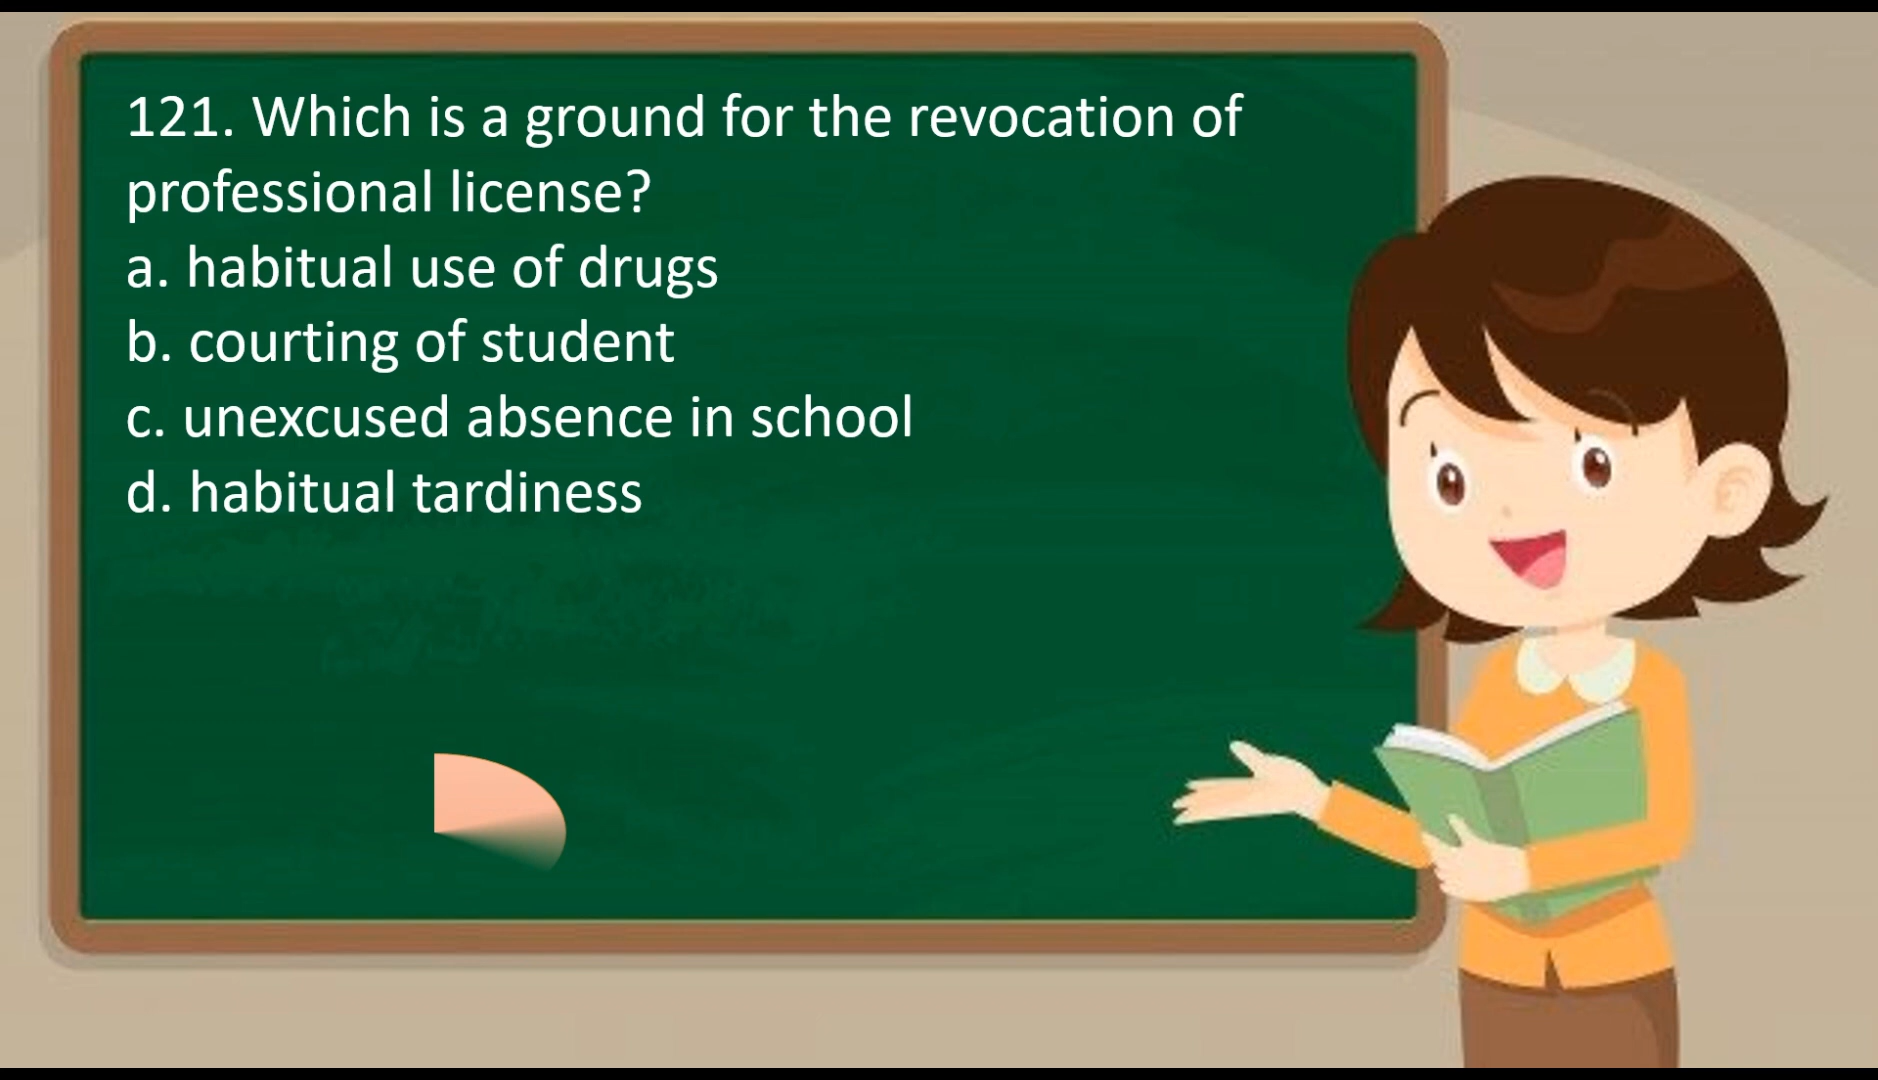 121. Which is a ground for the revocation of
professional license?
a. habitual use of drugs
b. courting of student
c. unexcused absence in school
d. habitual tardiness